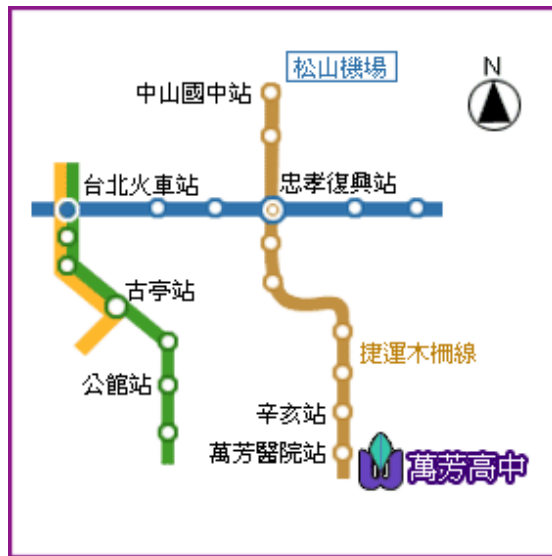 松山機場
N
中山國中站
台北火車站
忠孝復興站
古亭站
捷運木柵線
公館站
辛亥站
萬芳醫院站
萬芳高中